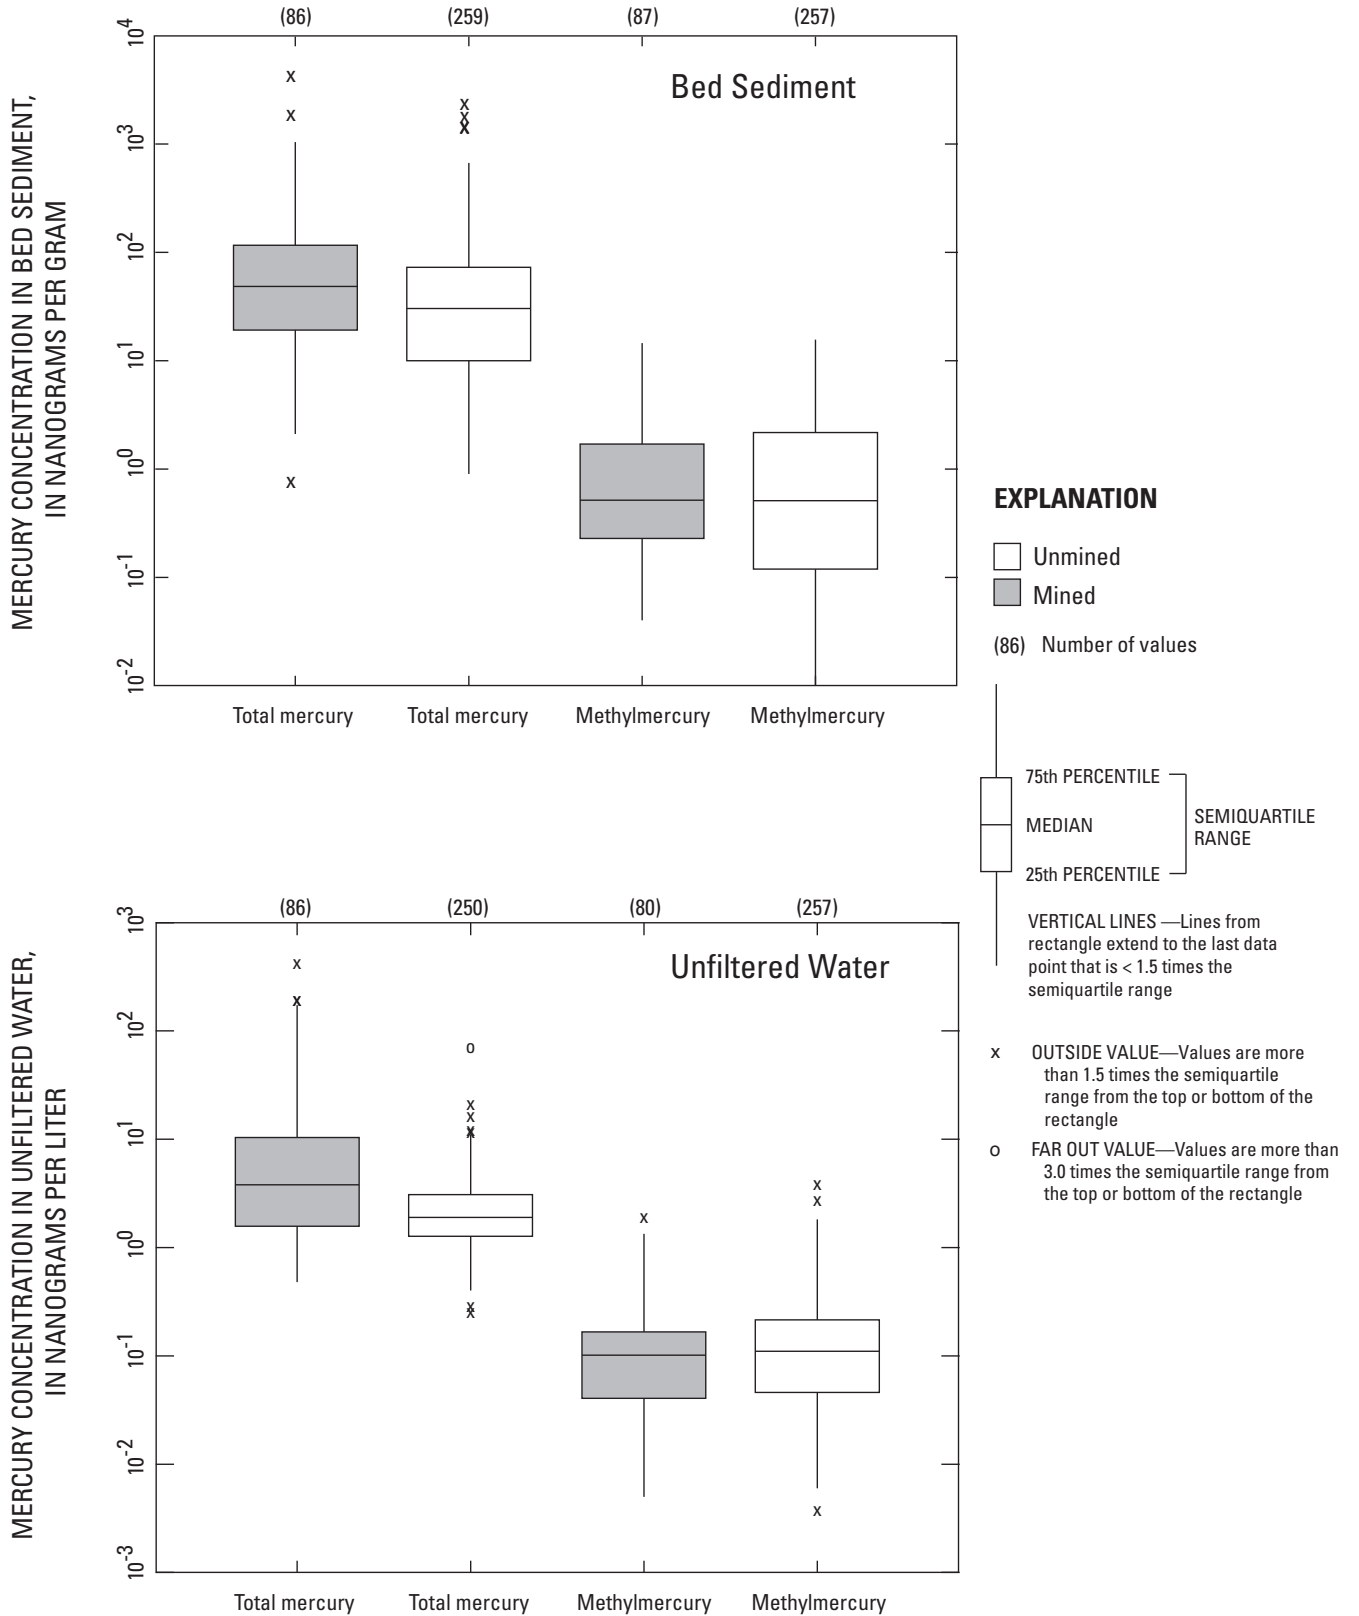 (86) (259) (87) (257)
Bed Sediment
MERCURY CONCENTRATION IN BED SEDIMENT,
IN NANOGRAMS PER GRAM
10^4
10^3
10^2
10^1
10^0
10^-1
10^-2
Total mercury Total mercury Methylmercury Methylmercury
EXPLANATION
Unmined
Mined
(86) Number of values
75th PERCENTILE
MEDIAN
25th PERCENTILE
SEMIQUARTILE
RANGE
VERTICAL LINES —Lines from
rectangle extend to the last data
point that is < 1.5 times the
semiquartile range
x OUTSIDE VALUE—Values are more
than 1.5 times the semiquartile
range from the top or bottom of the
rectangle
o FAR OUT VALUE—Values are more than
3.0 times the semiquartile range from
the top or bottom of the rectangle
(86) (250) (80) (257)
Unfiltered Water
MERCURY CONCENTRATION IN UNFILTERED WATER,
IN NANOGRAMS PER LITER
10^3
10^2
10^1
10^0
10^-1
10^-2
10^-3
Total mercury Total mercury Methylmercury Methylmercury